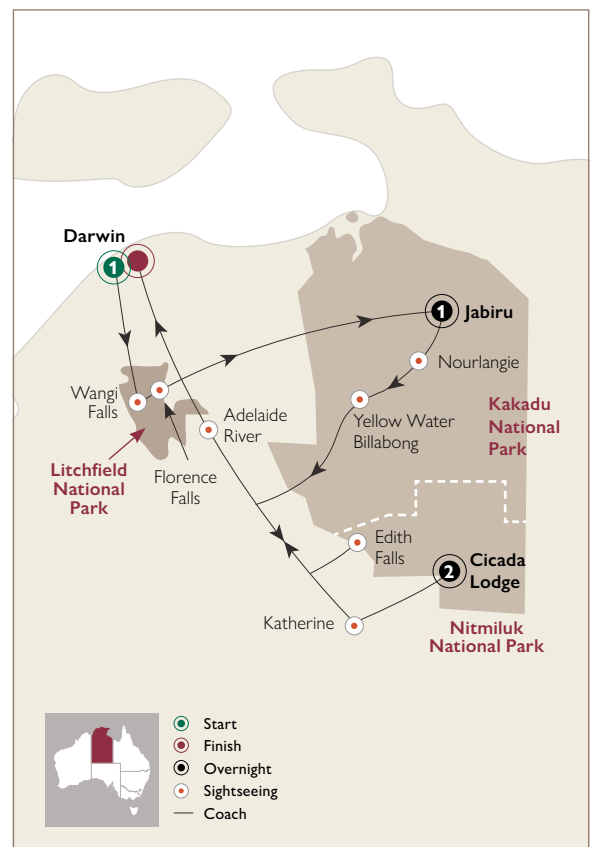 Darwin
1
1
Jabiru
Nourlangie
Wangi
Falls
Yellow Water
Billabong
Kakadu
National
Park
Adelaide
River
Litchfield
National
Park
Florence
Falls
Edith
Falls
2
Cicada
Lodge
Katherine
Nitmiluk
National Park
Start
Finish
Overnight
Sightseeing
Coach